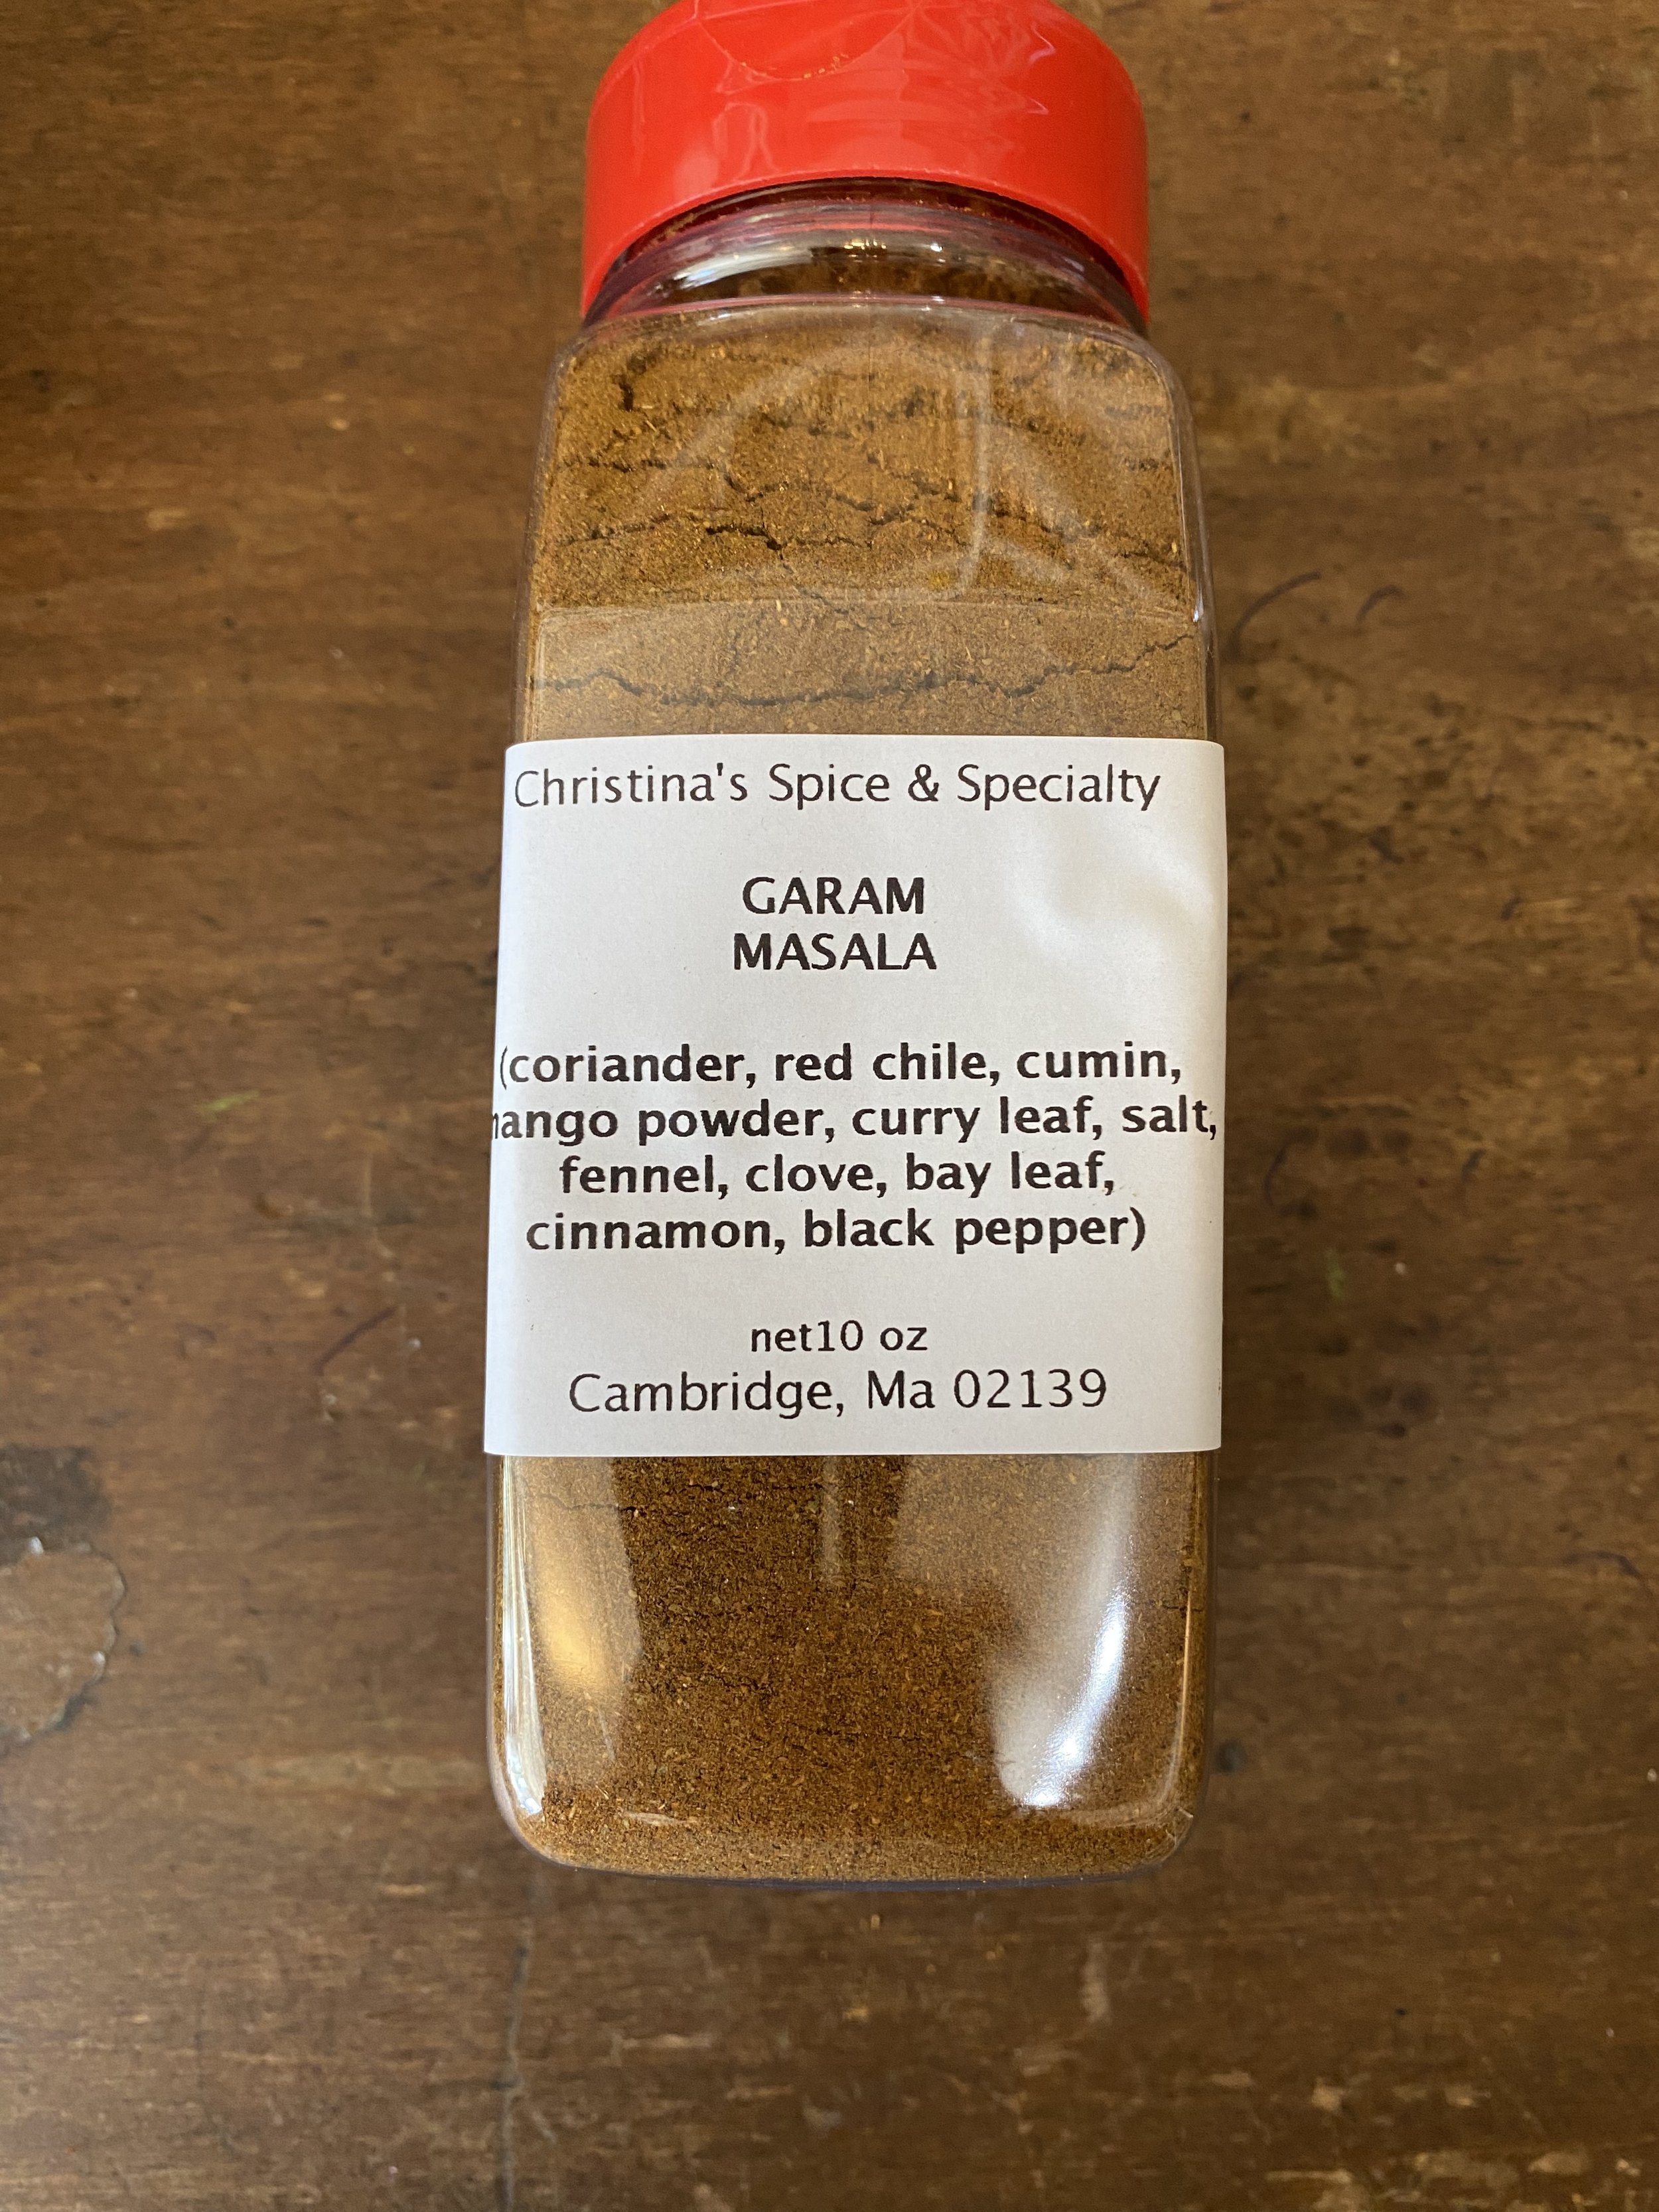 Christina's Spice & Specialty
GARAM
MASALA
(coriander, red chile, cumin,
mango powder, curry leaf, salt,
fennel, clove, bay leaf,
cinnamon, black pepper)
net10 oz
Cambridge, Ma 02139